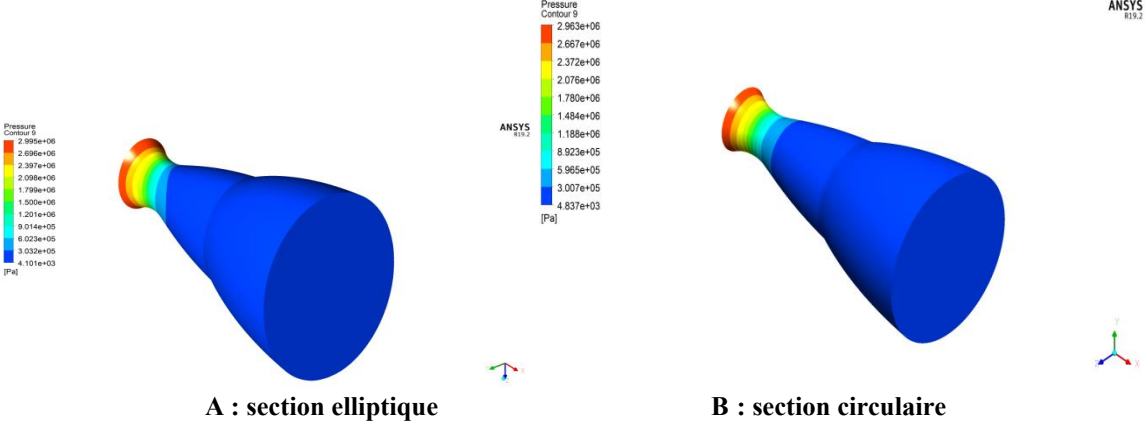 Pressure
Contour 9
2.995e+06
2.696e+06
2.397e+06
2.098e+06
1.799e+06
1.500e+06
1.201e+06
9.014e+05
6.023e+05
3.032e+05
4.101e+03
[Pa]
ANSYS
R19.2
Pressure
Contour 9
2.963e+06
2.667e+06
2.372e+06
2.076e+06
1.780e+06
1.484e+06
1.188e+06
8.923e+05
5.965e+05
3.007e+05
4.837e+03
[Pa]
ANSYS
R19.2
Y
X
A : section elliptique
B : section circulaire